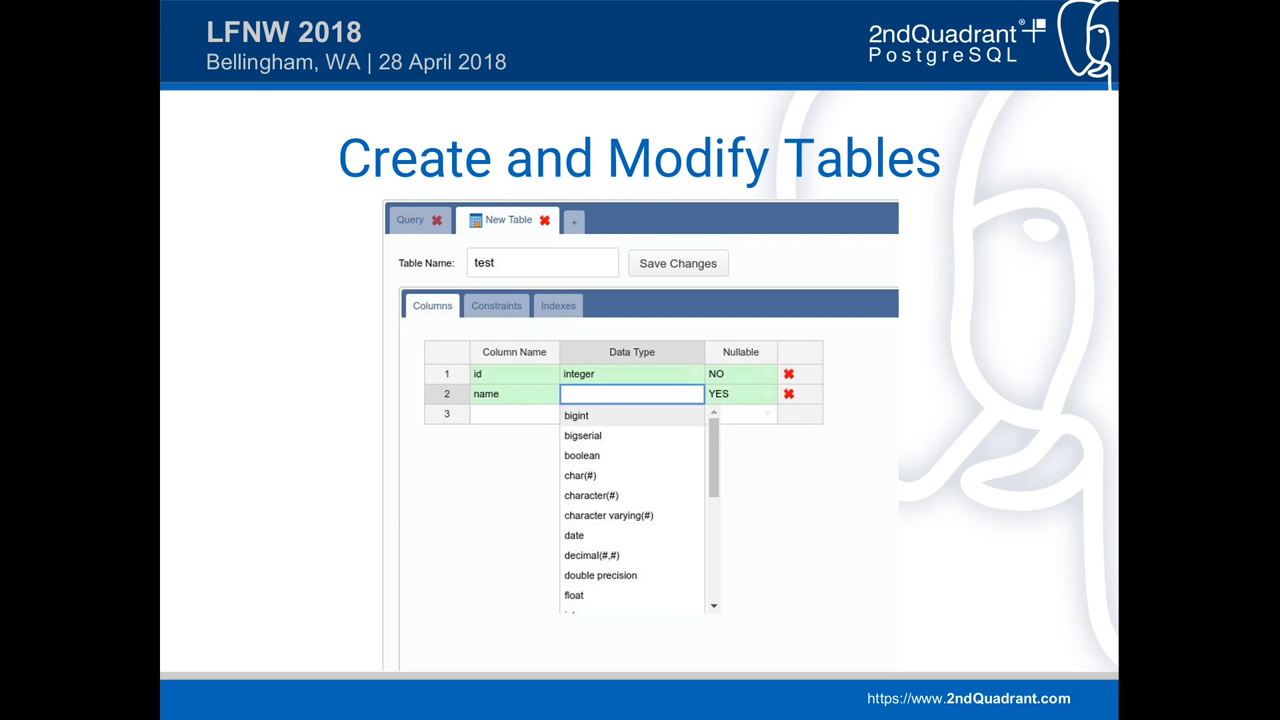 LFNW 2018
Bellingham, WA | 28 April 2018
2ndQuadrant®
PostgreSQL
Create and Modify Tables
Query
New Table
+
Table Name:
test
Save Changes
Columns
Constraints
Indexes
Column Name
Data Type
Nullable
1
id
integer
NO
2
name
YES
3
bigint
bigserial
boolean
char(#)
character(#)
character varying(#)
date
decimal(#,#)
double precision
float
https://www.2ndQuadrant.com